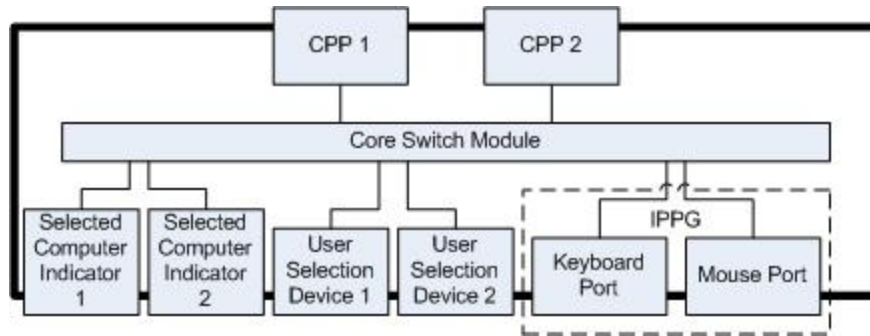 CPP 1
CPP 2
Core Switch Module
Selected
Computer
Indicator
1
Selected
Computer
Indicator
2
User
Selection
Device 1
User
Selection
Device 2
IPPG
Keyboard
Port
Mouse Port